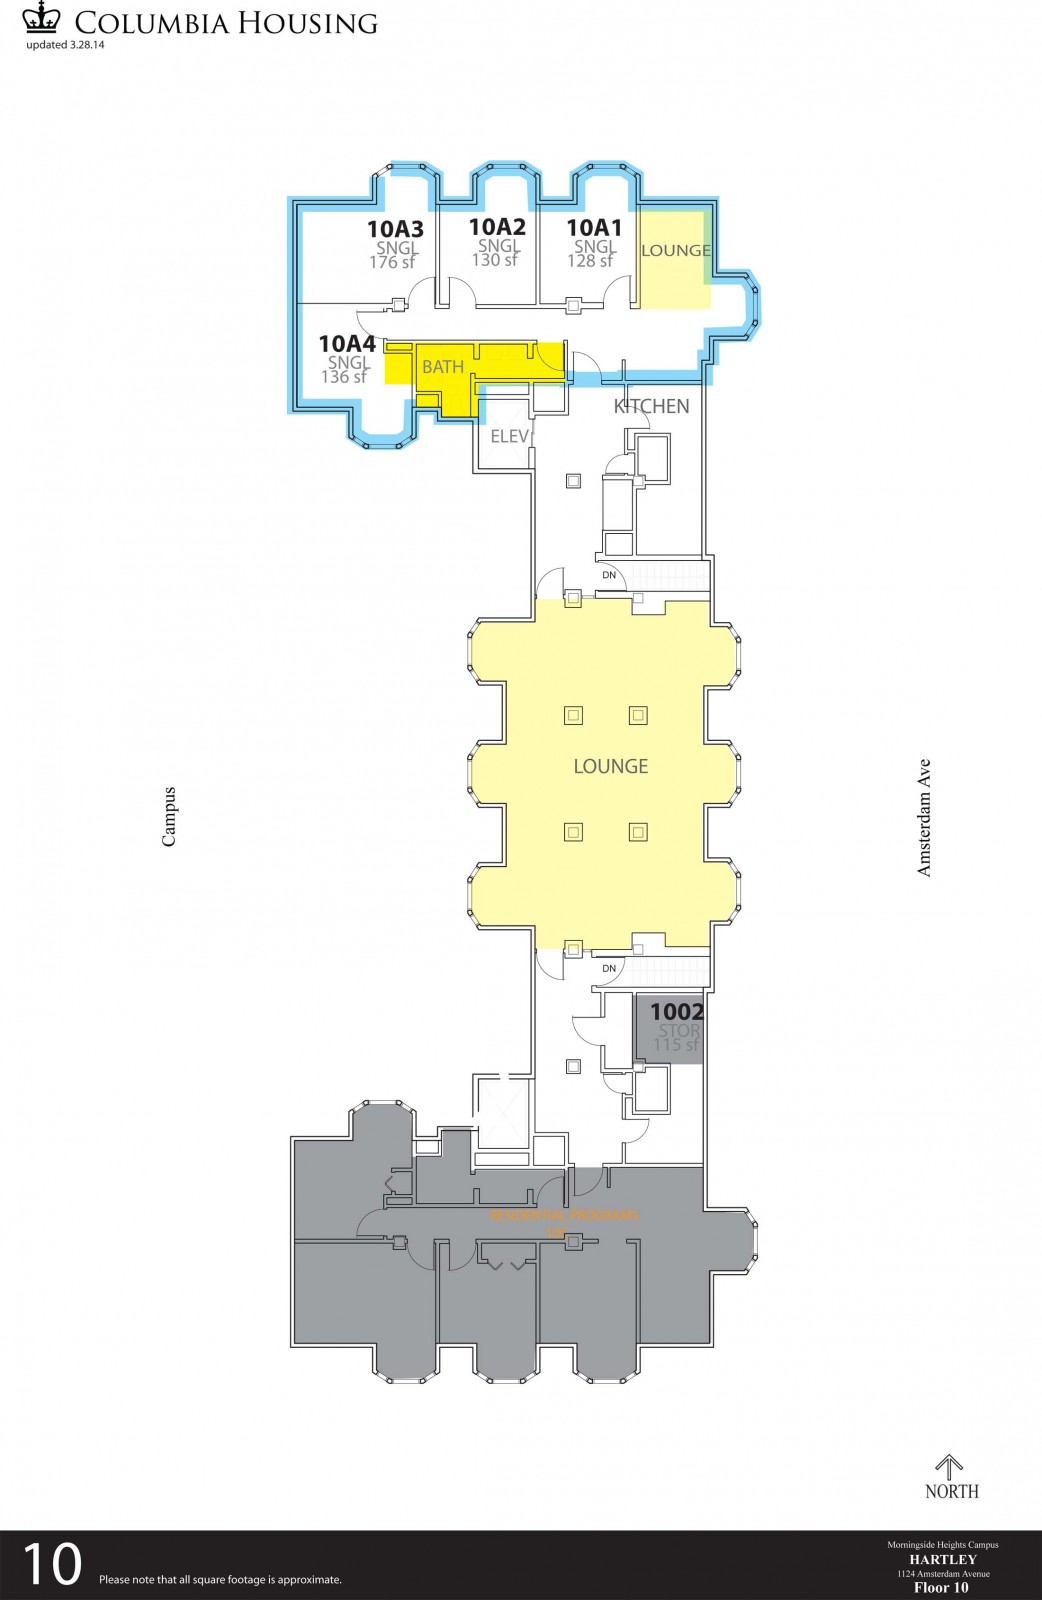 COLUMBIA HOUSING
updated 3.28.14
10A3
SNGL
176 sf
10A2
SNGL
130 sf
10A1
SNGL
128 sf
LOUNGE
10A4
SNGL
136 sf
BATH
KITCHEN
ELEV
DN
LOUNGE
Campus
Amsterdam Ave
DN
1002
STOR
115 sf
RESIDENTIAL PROGRAMS
NORTH
10
Please note that all square footage is approximate.
Morningside Heights Campus
HARTLEY
1124 Amsterdam Avenue
Floor 10